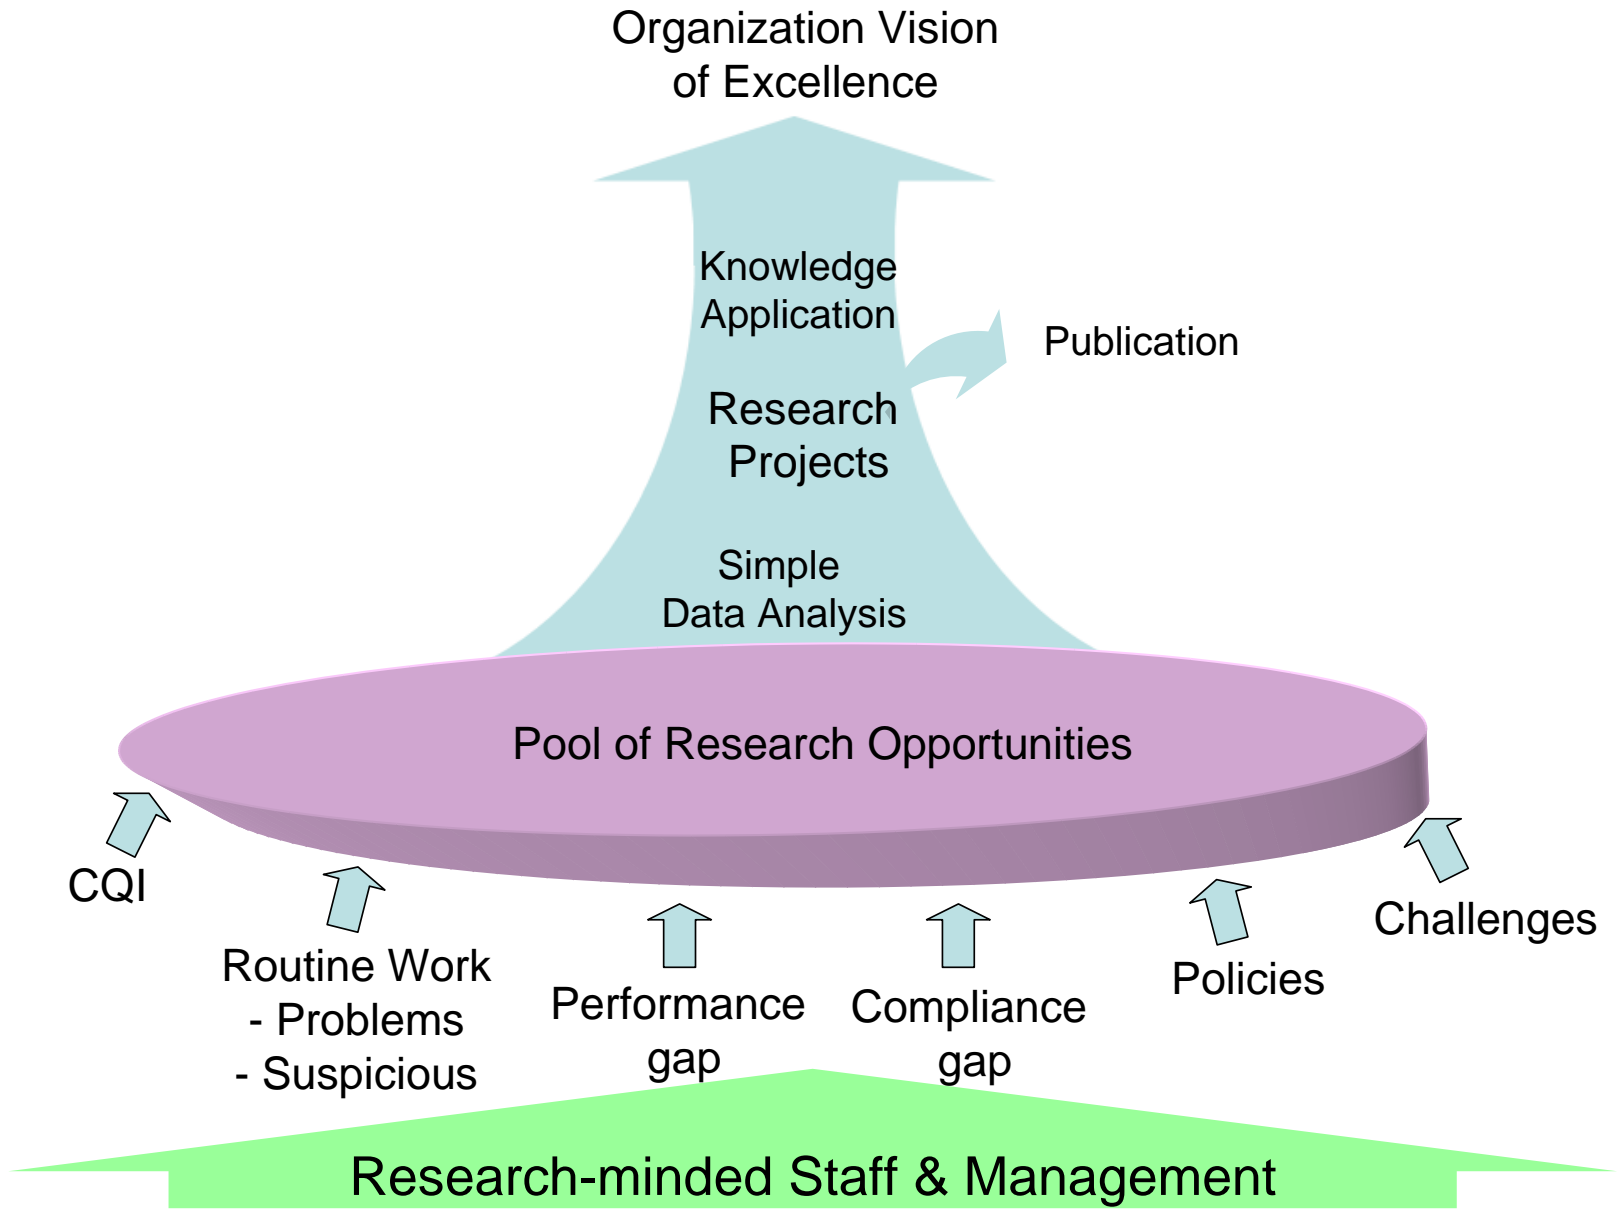 Organization Vision
of Excellence
Knowledge
Application
Publication
Research
Projects
Simple
Data Analysis
Pool of Research Opportunities
CQI
Routine Work
- Problems
- Suspicious
Performance
gap
Compliance
gap
Policies
Challenges
Research-minded Staff & Management